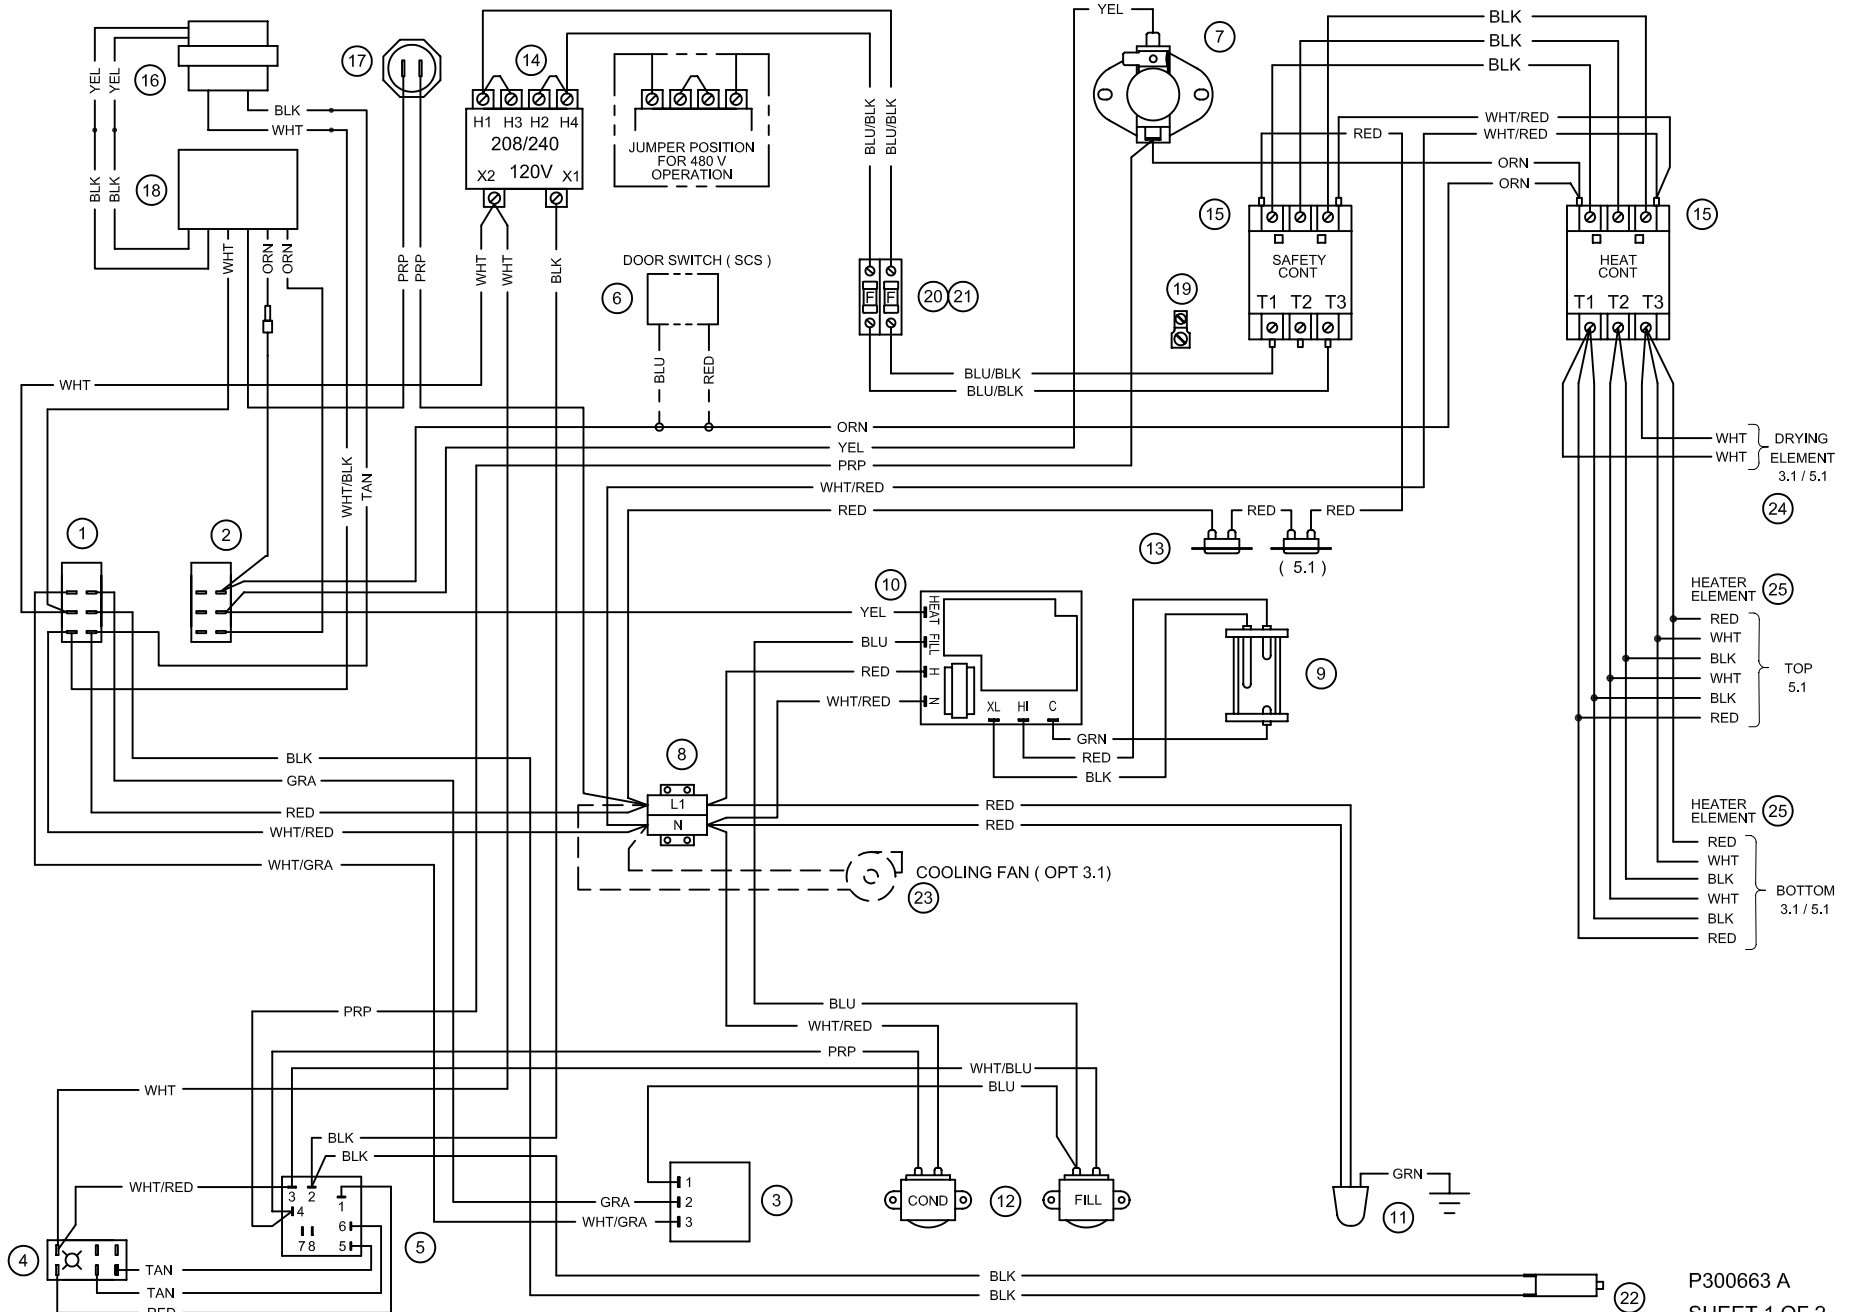 YEL
BLK
BLK
BLK
7
14
17
16
YEL
YEL
BLK
WHT
H1 H3 H2 H4
208/240
120V
X2
X1
JUMPER POSITION
FOR 480 V
OPERATION
BLU/BLK
BLU/BLK
WHT/RED
RED
WHT/RED
ORN
ORN
18
BLK
BLK
WHT
ORN
ORN
PRP
PRP
WHT
WHT
BLK
DOOR SWITCH ( SCS )
6
BLU
RED
F
F
20
21
19
15
SAFETY
CONT
T1 T2 T3
15
HEAT
CONT
T1 T2 T3
WHT
BLU/BLK
BLU/BLK
ORN
YEL
PRP
WHT/RED
RED
WHT/BLK
TAN
WHT
WHT
DRYING
ELEMENT
3.1 / 5.1
24
1
2
13
RED
RED
( 5.1 )
10
YEL
BLU
RED
WHT/RED
HEAT
FILL
H
N
XL
HI
C
GRN
RED
BLK
9
HEATER
ELEMENT
25
RED
WHT
BLK
WHT
BLK
RED
TOP
5.1
BLK
GRA
RED
WHT/RED
WHT/GRA
8
L1
N
RED
RED
COOLING FAN ( OPT 3.1)
23
HEATER
ELEMENT
25
RED
WHT
BLK
WHT
BLK
RED
BOTTOM
3.1 / 5.1
PRP
BLU
WHT/RED
PRP
WHT/BLU
BLU
WHT
BLK
BLK
WHT/RED
3 2
1
4
6
7 8
5
5
4
TAN
TAN
RED
GRA
WHT/GRA
1
2
3
3
COND
12
FILL
GRN
11
BLK
BLK
22
P300663 A
SHEET 1 OF 2